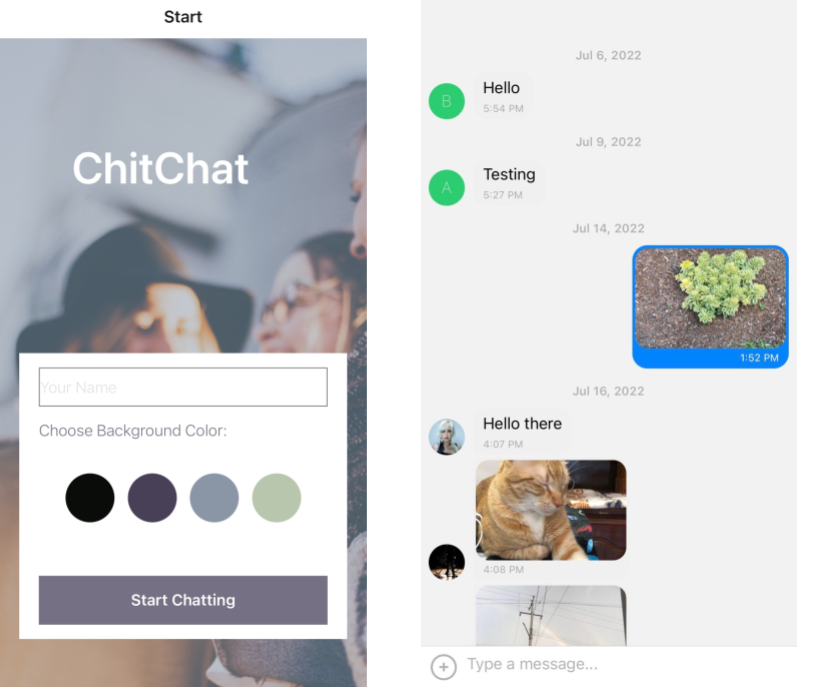 Start
ChitChat
Your Name
Choose Background Color:
Start Chatting
Jul 6, 2022
B
Hello
5:54 PM
Jul 9, 2022
A
Testing
5:27 PM
Jul 14, 2022
1:52 PM
Jul 16, 2022
Hello there
4:07 PM
4:08 PM
Type a message...